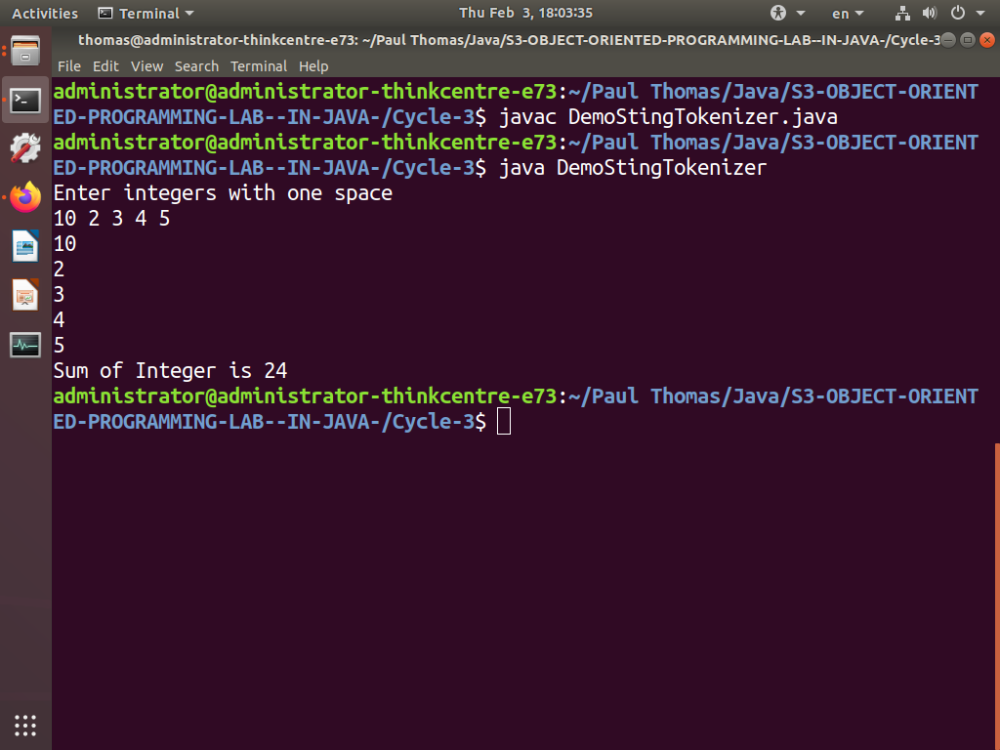 Activities Terminal Thu Feb 3, 18:03:35 en
thomas@administrator-thinkcentre-e73: ~/Paul Thomas/Java/S3-OBJECT-ORIENTED-PROGRAMMING-LAB--IN-JAVA-/Cycle-3
File Edit View Search Terminal Help
administrator@administrator-thinkcentre-e73:~/Paul Thomas/Java/S3-OBJECT-ORIENT
ED-PROGRAMMING-LAB--IN-JAVA-/Cycle-3$ javac DemoStingTokenizer.java
administrator@administrator-thinkcentre-e73:~/Paul Thomas/Java/S3-OBJECT-ORIENT
ED-PROGRAMMING-LAB--IN-JAVA-/Cycle-3$ java DemoStingTokenizer
Enter integers with one space
10 2 3 4 5
10
2
3
4
5
Sum of Integer is 24
administrator@administrator-thinkcentre-e73:~/Paul Thomas/Java/S3-OBJECT-ORIENT
ED-PROGRAMMING-LAB--IN-JAVA-/Cycle-3$